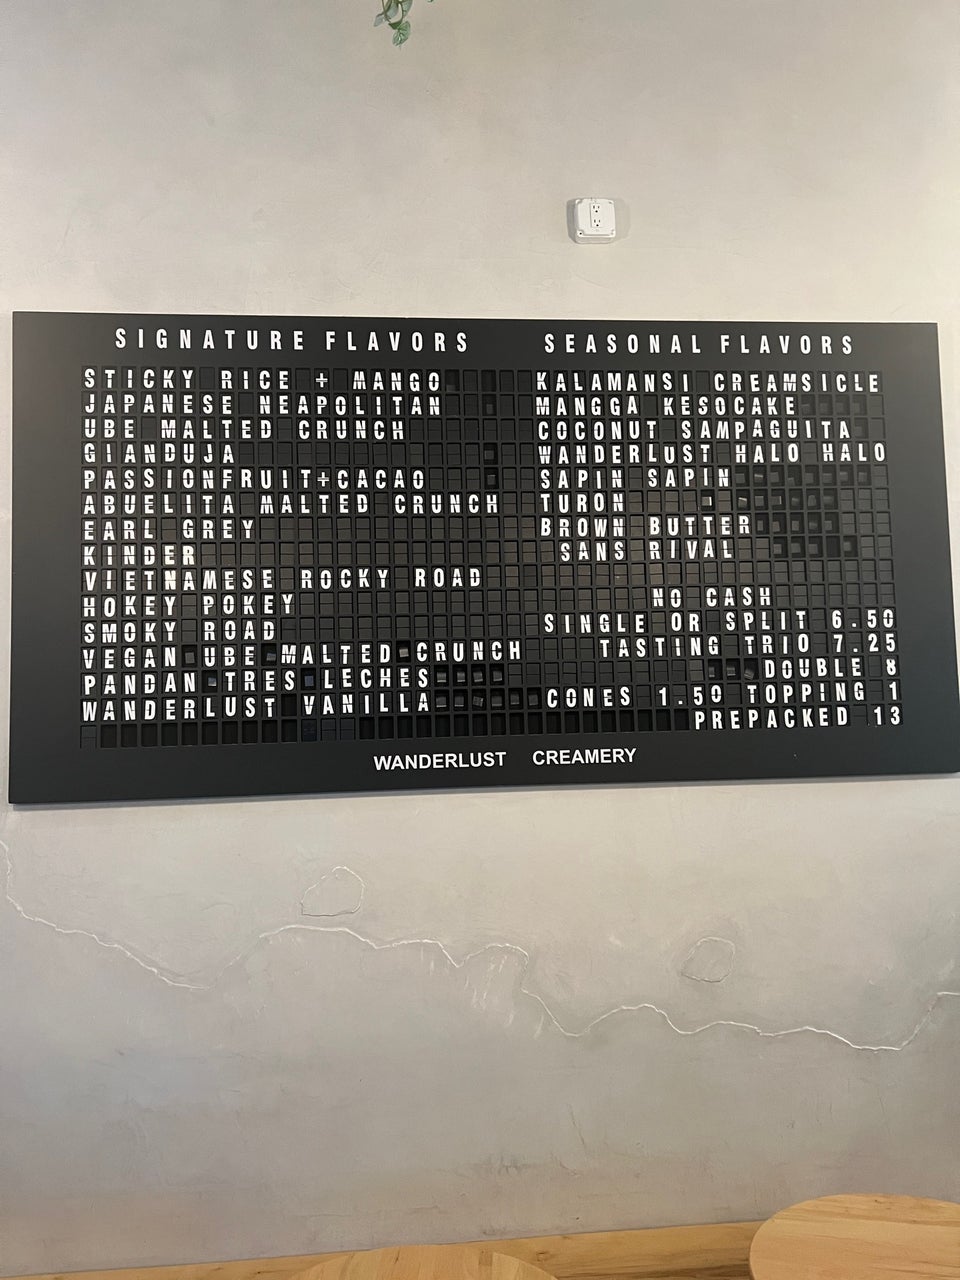 SIGNATURE FLAVORS
STICKY RICE + MANGO
JAPANESE NEAPOLITAN
UBE MALTED CRUNCH
GIANDUJA
PASSIONFRUIT+CACAO
ABUELITA MALTED CRUNCH
EARL GREY
KINDER
VIETNAMESE ROCKY ROAD
HOKEY POKEY
SMOKY ROAD
VEGAN UBE MALTED CRUNCH
PANDAN TRES LECHES
WANDERLUST VANILLA
SEASONAL FLAVORS
KALAMANSI CREAMSICLE
MANGGA KESOCAKE
COCONUT SAMPAGUITA
WANDERLUST HALO HALO
SAPIN SAPIN
TURON
BROWN BUTTER
SANS RIVAL
NO CASH
SINGLE OR SPLIT 6.50
TASTING TRIO 7.25
DOUBLE 8
CONES 1.50 TOPPING 1
PREPACKED 13
WANDERLUST CREAMERY